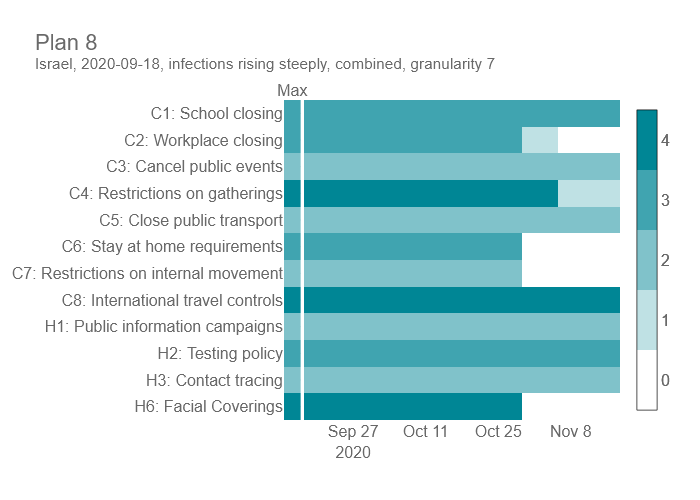 Plan 8
Israel, 2020-09-18, infections rising steeply, combined, granularity 7
Max
C1: School closing
C2: Workplace closing
C3: Cancel public events
C4: Restrictions on gatherings
C5: Close public transport
C6: Stay at home requirements
C7: Restrictions on internal movement
C8: International travel controls
H1: Public information campaigns
H2: Testing policy
H3: Contact tracing
H6: Facial Coverings
4
3
2
1
0
Sep 27 Oct 11 Oct 25 Nov 8
2020